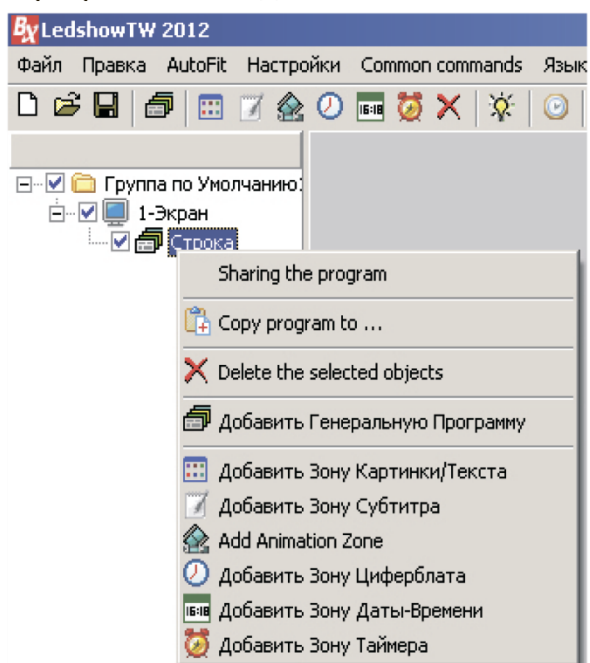 LedshowTW 2012
Файл Правка AutoFit Настройки Common commands Язык
Группа по Умолчанию
1-Экран
Строка
Sharing the program
Copy program to ...
Delete the selected objects
Добавить Генеральную Программу
Добавить Зону Картинки/Текста
Добавить Зону Субтитра
Add Animation Zone
Добавить Зону Циферблата
16:18 Добавить Зону Даты-Времени
Добавить Зону Таймера